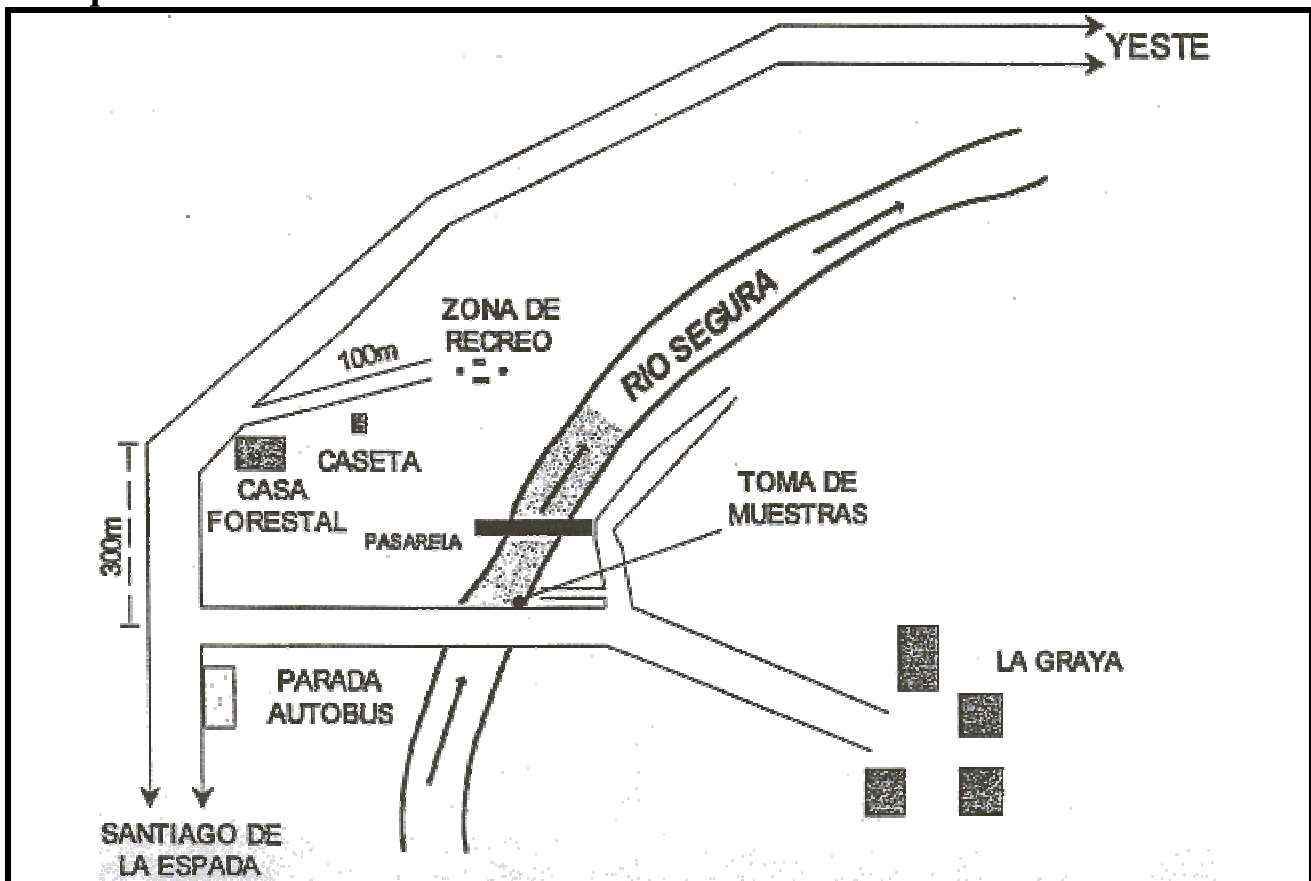 YESTE
ZONA DE
RECREO
100m
RIO SEGURA
CASETA
CASA
FORESTAL
TOMA DE
MUESTRAS
PASARELA
300m
LA GRAYA
PARADA
AUTOBUS
SANTIAGO DE
LA ESPADA